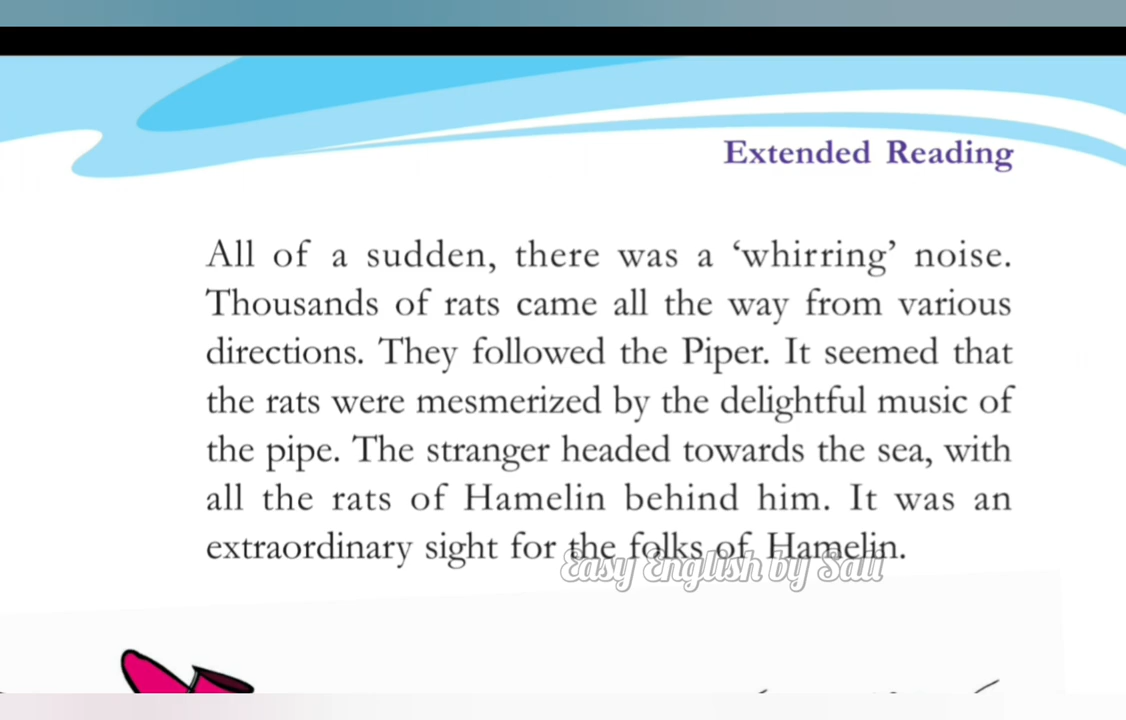 Extended Reading
All of a sudden, there was a ‘whirring’ noise.
Thousands of rats came all the way from various
directions. They followed the Piper. It seemed that
the rats were mesmerized by the delightful music of
the pipe. The stranger headed towards the sea, with
all the rats of Hamelin behind him. It was an
extraordinary sight for the folks of Hamelin.
Easy English by Sali